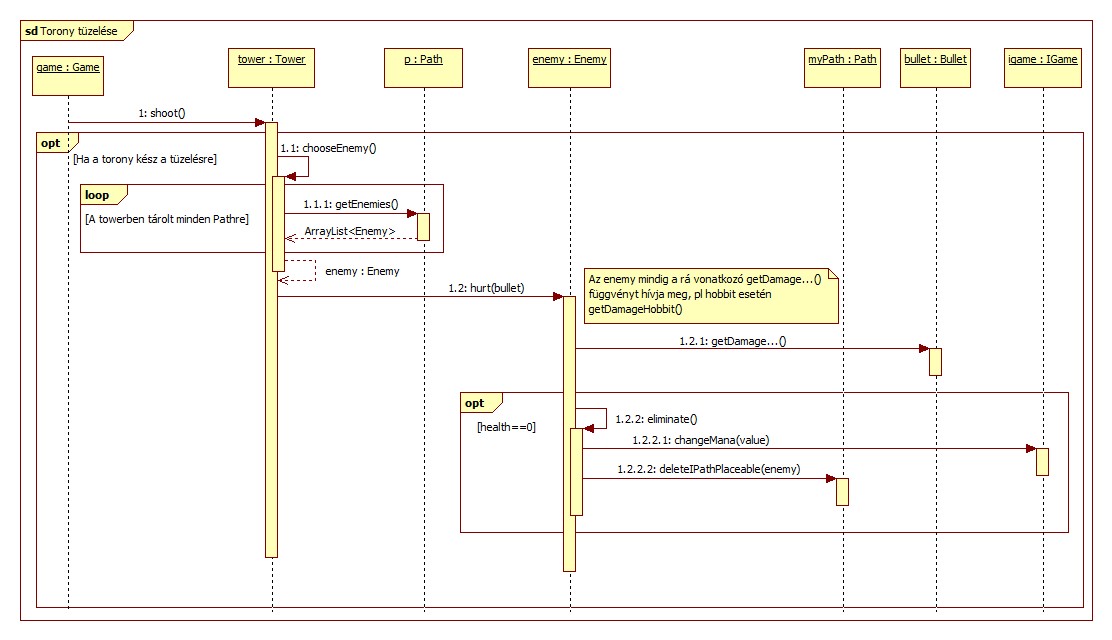 sd Torony tüzelése
game : Game
tower : Tower
p : Path
enemy : Enemy
myPath : Path
bullet : Bullet
igame : IGame
1: shoot()
opt
[Ha a torony kész a tüzelésre]
1.1: chooseEnemy()
loop
[A towerben tárolt minden Pathre]
1.1.1: getEnemies()
ArrayList<Enemy>
enemy : Enemy
1.2: hurt(bullet)
Az enemy mindig a rá vonatkozó getDamage...()
függvényt hívja meg, pl hobbit esetén
getDamageHobbit()
1.2.1: getDamage...()
opt
[health==0]
1.2.2: eliminate()
1.2.2.1: changeMana(value)
1.2.2.2: deleteIPathPlaceable(enemy)